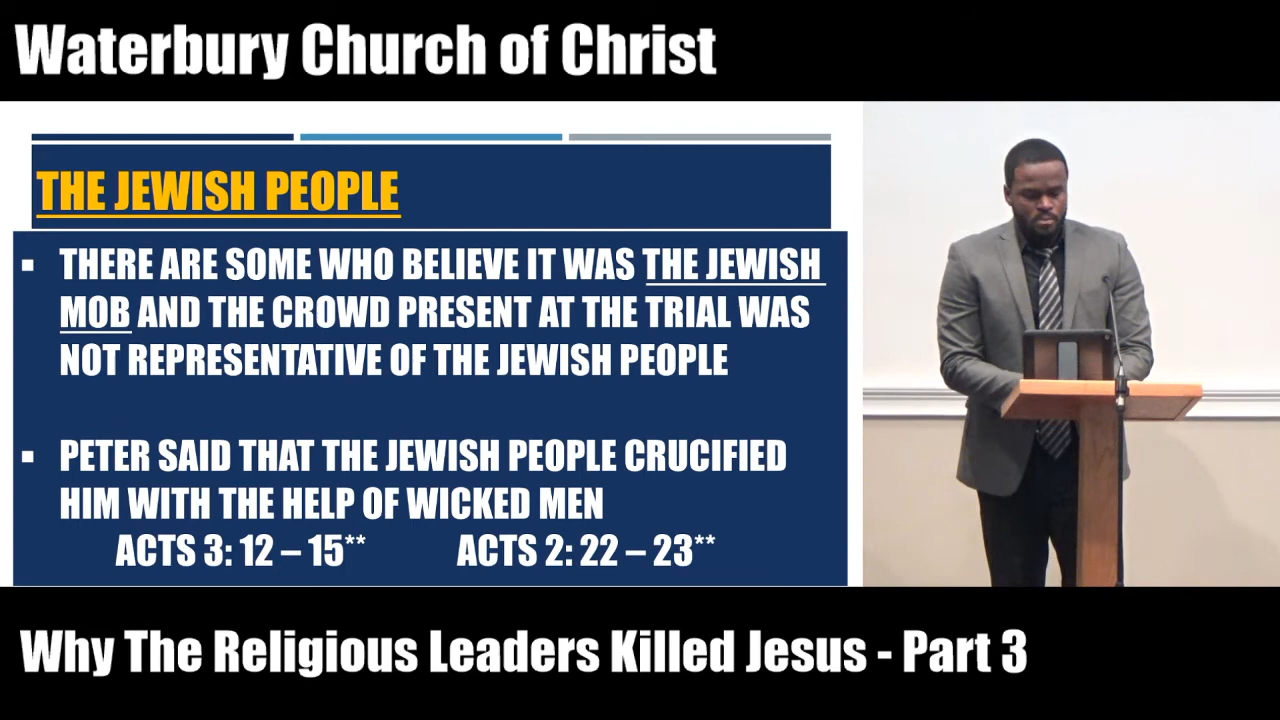 Waterbury Church of Christ
THE JEWISH PEOPLE
▪ THERE ARE SOME WHO BELIEVE IT WAS THE JEWISH
MOB AND THE CROWD PRESENT AT THE TRIAL WAS
NOT REPRESENTATIVE OF THE JEWISH PEOPLE
▪ PETER SAID THAT THE JEWISH PEOPLE CRUCIFIED
HIM WITH THE HELP OF WICKED MEN
ACTS 3: 12 – 15** ACTS 2: 22 – 23**
Why The Religious Leaders Killed Jesus - Part 3